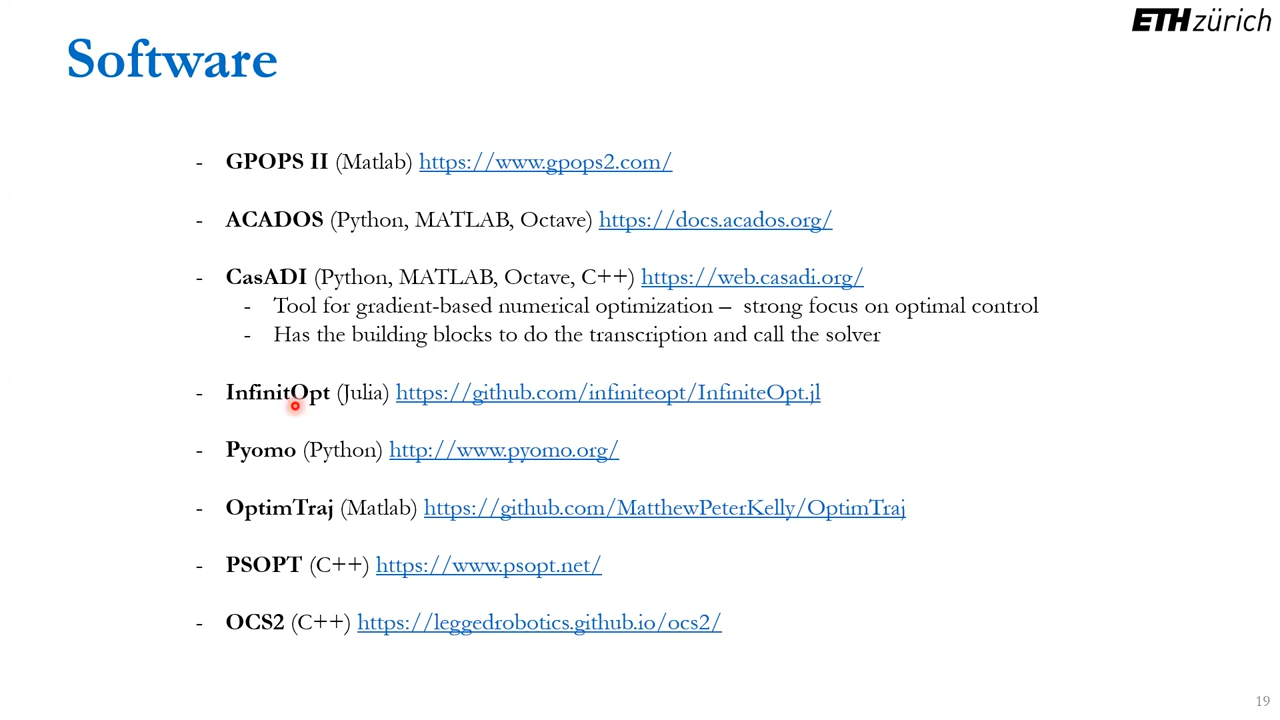 ETH zürich
Software
- GPOPS II (Matlab) https://www.gpops2.com/
- ACADOS (Python, MATLAB, Octave) https://docs.acados.org/
- CasADI (Python, MATLAB, Octave, C++) https://web.casadi.org/
- Tool for gradient-based numerical optimization – strong focus on optimal control
- Has the building blocks to do the transcription and call the solver
- InfinitOpt (Julia) https://github.com/infiniteopt/InfiniteOpt.jl
- Pyomo (Python) http://www.pyomo.org/
- OptimTraj (Matlab) https://github.com/MatthewPeterKelly/OptimTraj
- PSOPT (C++) https://www.psopt.net/
- OCS2 (C++) https://leggedrobotics.github.io/ocs2/
19